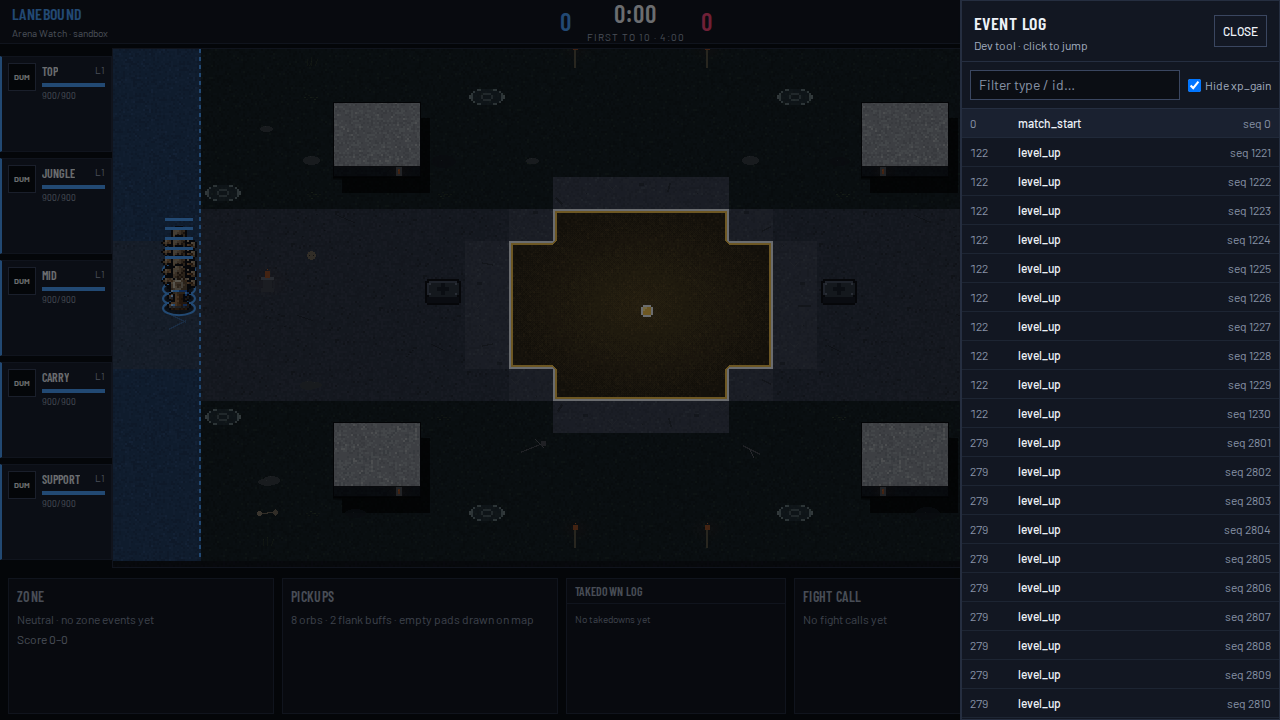 LANEBOUND
Arena Watch · sandbox
0 0:00 0
FIRST TO 10 · 4:00
DUM TOP L1
900/900
DUM JUNGLE L1
900/900
DUM MID L1
900/900
DUM CARRY L1
900/900
DUM SUPPORT L1
900/900
ZONE
Neutral · no zone events yet
Score 0–0
PICKUPS
8 orbs · 2 flank buffs · empty pads drawn on map
TAKEDOWN LOG
No takedowns yet
FIGHT CALL
No fight calls yet
EVENT LOG
Dev tool · click to jump
CLOSE
Filter type / id...
Hide xp_gain
0 match_start seq 0
122 level_up seq 1221
122 level_up seq 1222
122 level_up seq 1223
122 level_up seq 1224
122 level_up seq 1225
122 level_up seq 1226
122 level_up seq 1227
122 level_up seq 1228
122 level_up seq 1229
122 level_up seq 1230
279 level_up seq 2801
279 level_up seq 2802
279 level_up seq 2803
279 level_up seq 2804
279 level_up seq 2805
279 level_up seq 2806
279 level_up seq 2807
279 level_up seq 2808
279 level_up seq 2809
279 level_up seq 2810